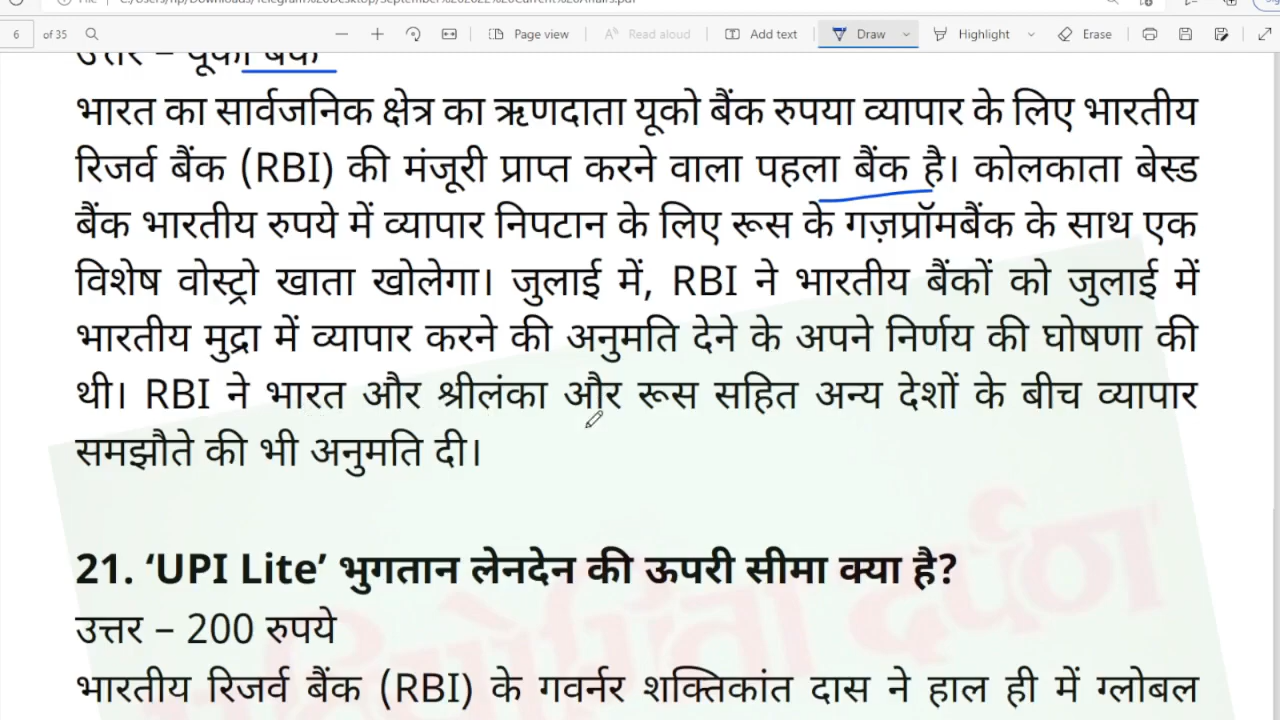 6 of 35 Page view Read aloud Add text Draw Highlight Erase
उत्तर – यूको बैंक
भारत का सार्वजनिक क्षेत्र का ऋणदाता यूको बैंक रुपया व्यापार के लिए भारतीय
रिजर्व बैंक (RBI) की मंजूरी प्राप्त करने वाला पहला बैंक है। कोलकाता बेस्ड
बैंक भारतीय रुपये में व्यापार निपटान के लिए रूस के गज़प्रॉमबैंक के साथ एक
विशेष वोस्ट्रो खाता खोलेगा। जुलाई में, RBI ने भारतीय बैंकों को जुलाई में
भारतीय मुद्रा में व्यापार करने की अनुमति देने के अपने निर्णय की घोषणा की
थी। RBI ने भारत और श्रीलंका और रूस सहित अन्य देशों के बीच व्यापार
समझौते की भी अनुमति दी।
21. ‘UPI Lite’ भुगतान लेनदेन की ऊपरी सीमा क्या है?
उत्तर – 200 रुपये
भारतीय रिजर्व बैंक (RBI) के गवर्नर शक्तिकांत दास ने हाल ही में ग्लोबल